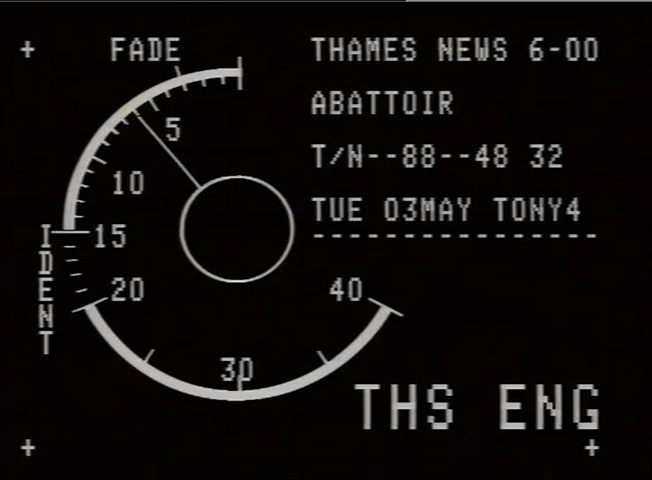 FADE
THAMES NEWS 6-00
ABATTOIR
T/N--88--48 32
TUE 03MAY TONY4
---------------
5
10
15
20
30
40
IDENT
THS ENG